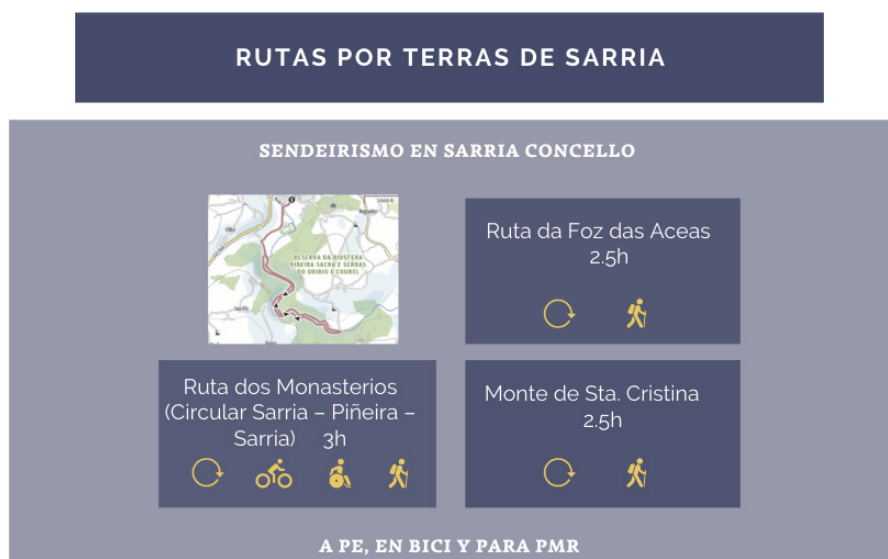 RUTAS POR TERRAS DE SARRIA
SENDEIRISMO EN SARRIA CONCELLO
RESERVA DA BIOSFERA
RIBEIRA SACRA E SERRAS
DO ORIBIO E COUREL
Ruta da Foz das Aceas
2.5h
Ruta dos Monasterios
(Circular Sarria – Piñeira –
Sarria) 3h
Monte de Sta. Cristina
2.5h
A PE, EN BICI Y PARA PMR